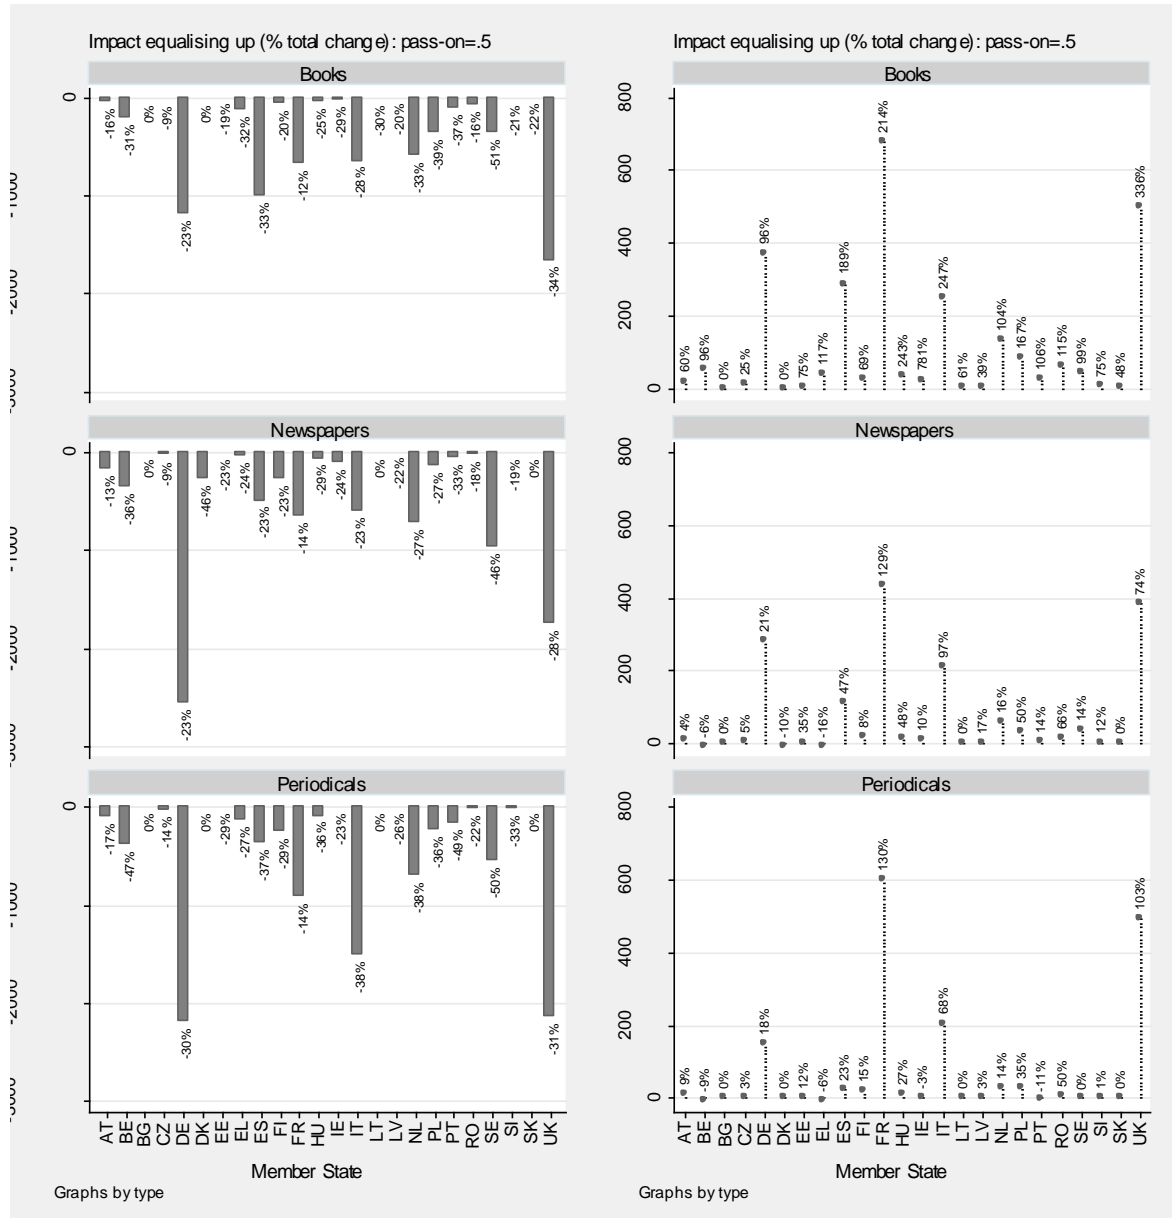 Impact equalising up (% total change): pass-on=.5
Books
0
-1000
-2000
-3000
-16%
-31%
0%
-9%
-23%
0%
-19%
-32%
-33%
-20%
-12%
-25%
-29%
-28%
-30%
-20%
-33%
-39%
-37%
-16%
-51%
-21%
-22%
-34%
Newspapers
0
-1000
-2000
-3000
-13%
-36%
0%
-9%
-23%
-46%
-23%
-24%
-23%
-23%
-14%
-29%
-24%
-23%
0%
-22%
-27%
-27%
-33%
-18%
-46%
-19%
0%
-28%
Periodicals
0
-1000
-2000
-3000
-17%
-47%
0%
-14%
-30%
0%
-29%
-27%
-37%
-29%
-14%
-36%
-23%
-38%
0%
-26%
-38%
-36%
-49%
-22%
-50%
-33%
0%
-31%
AT
BE
BG
CZ
DE
DK
EE
EL
ES
FI
FR
HU
IE
IT
LT
LV
NL
PL
PT
RO
SE
SI
SK
UK
Member State
Graphs by type
Impact equalising up (% total change): pass-on=.5
Books
800
600
400
200
0
60%
96%
0%
25%
96%
0%
75%
117%
189%
69%
214%
243%
781%
247%
61%
39%
104%
167%
106%
115%
99%
75%
48%
336%
Newspapers
800
600
400
200
0
4%
-6%
0%
5%
21%
-10%
35%
-16%
47%
8%
129%
48%
10%
97%
0%
17%
16%
50%
14%
66%
14%
12%
0%
74%
Periodicals
800
600
400
200
0
9%
-9%
0%
3%
18%
0%
12%
-6%
23%
15%
130%
27%
-3%
68%
0%
3%
14%
35%
-11%
50%
0%
1%
0%
103%
AT
BE
BG
CZ
DE
DK
EE
EL
ES
FI
FR
HU
IE
IT
LT
LV
NL
PL
PT
RO
SE
SI
SK
UK
Member State
Graphs by type